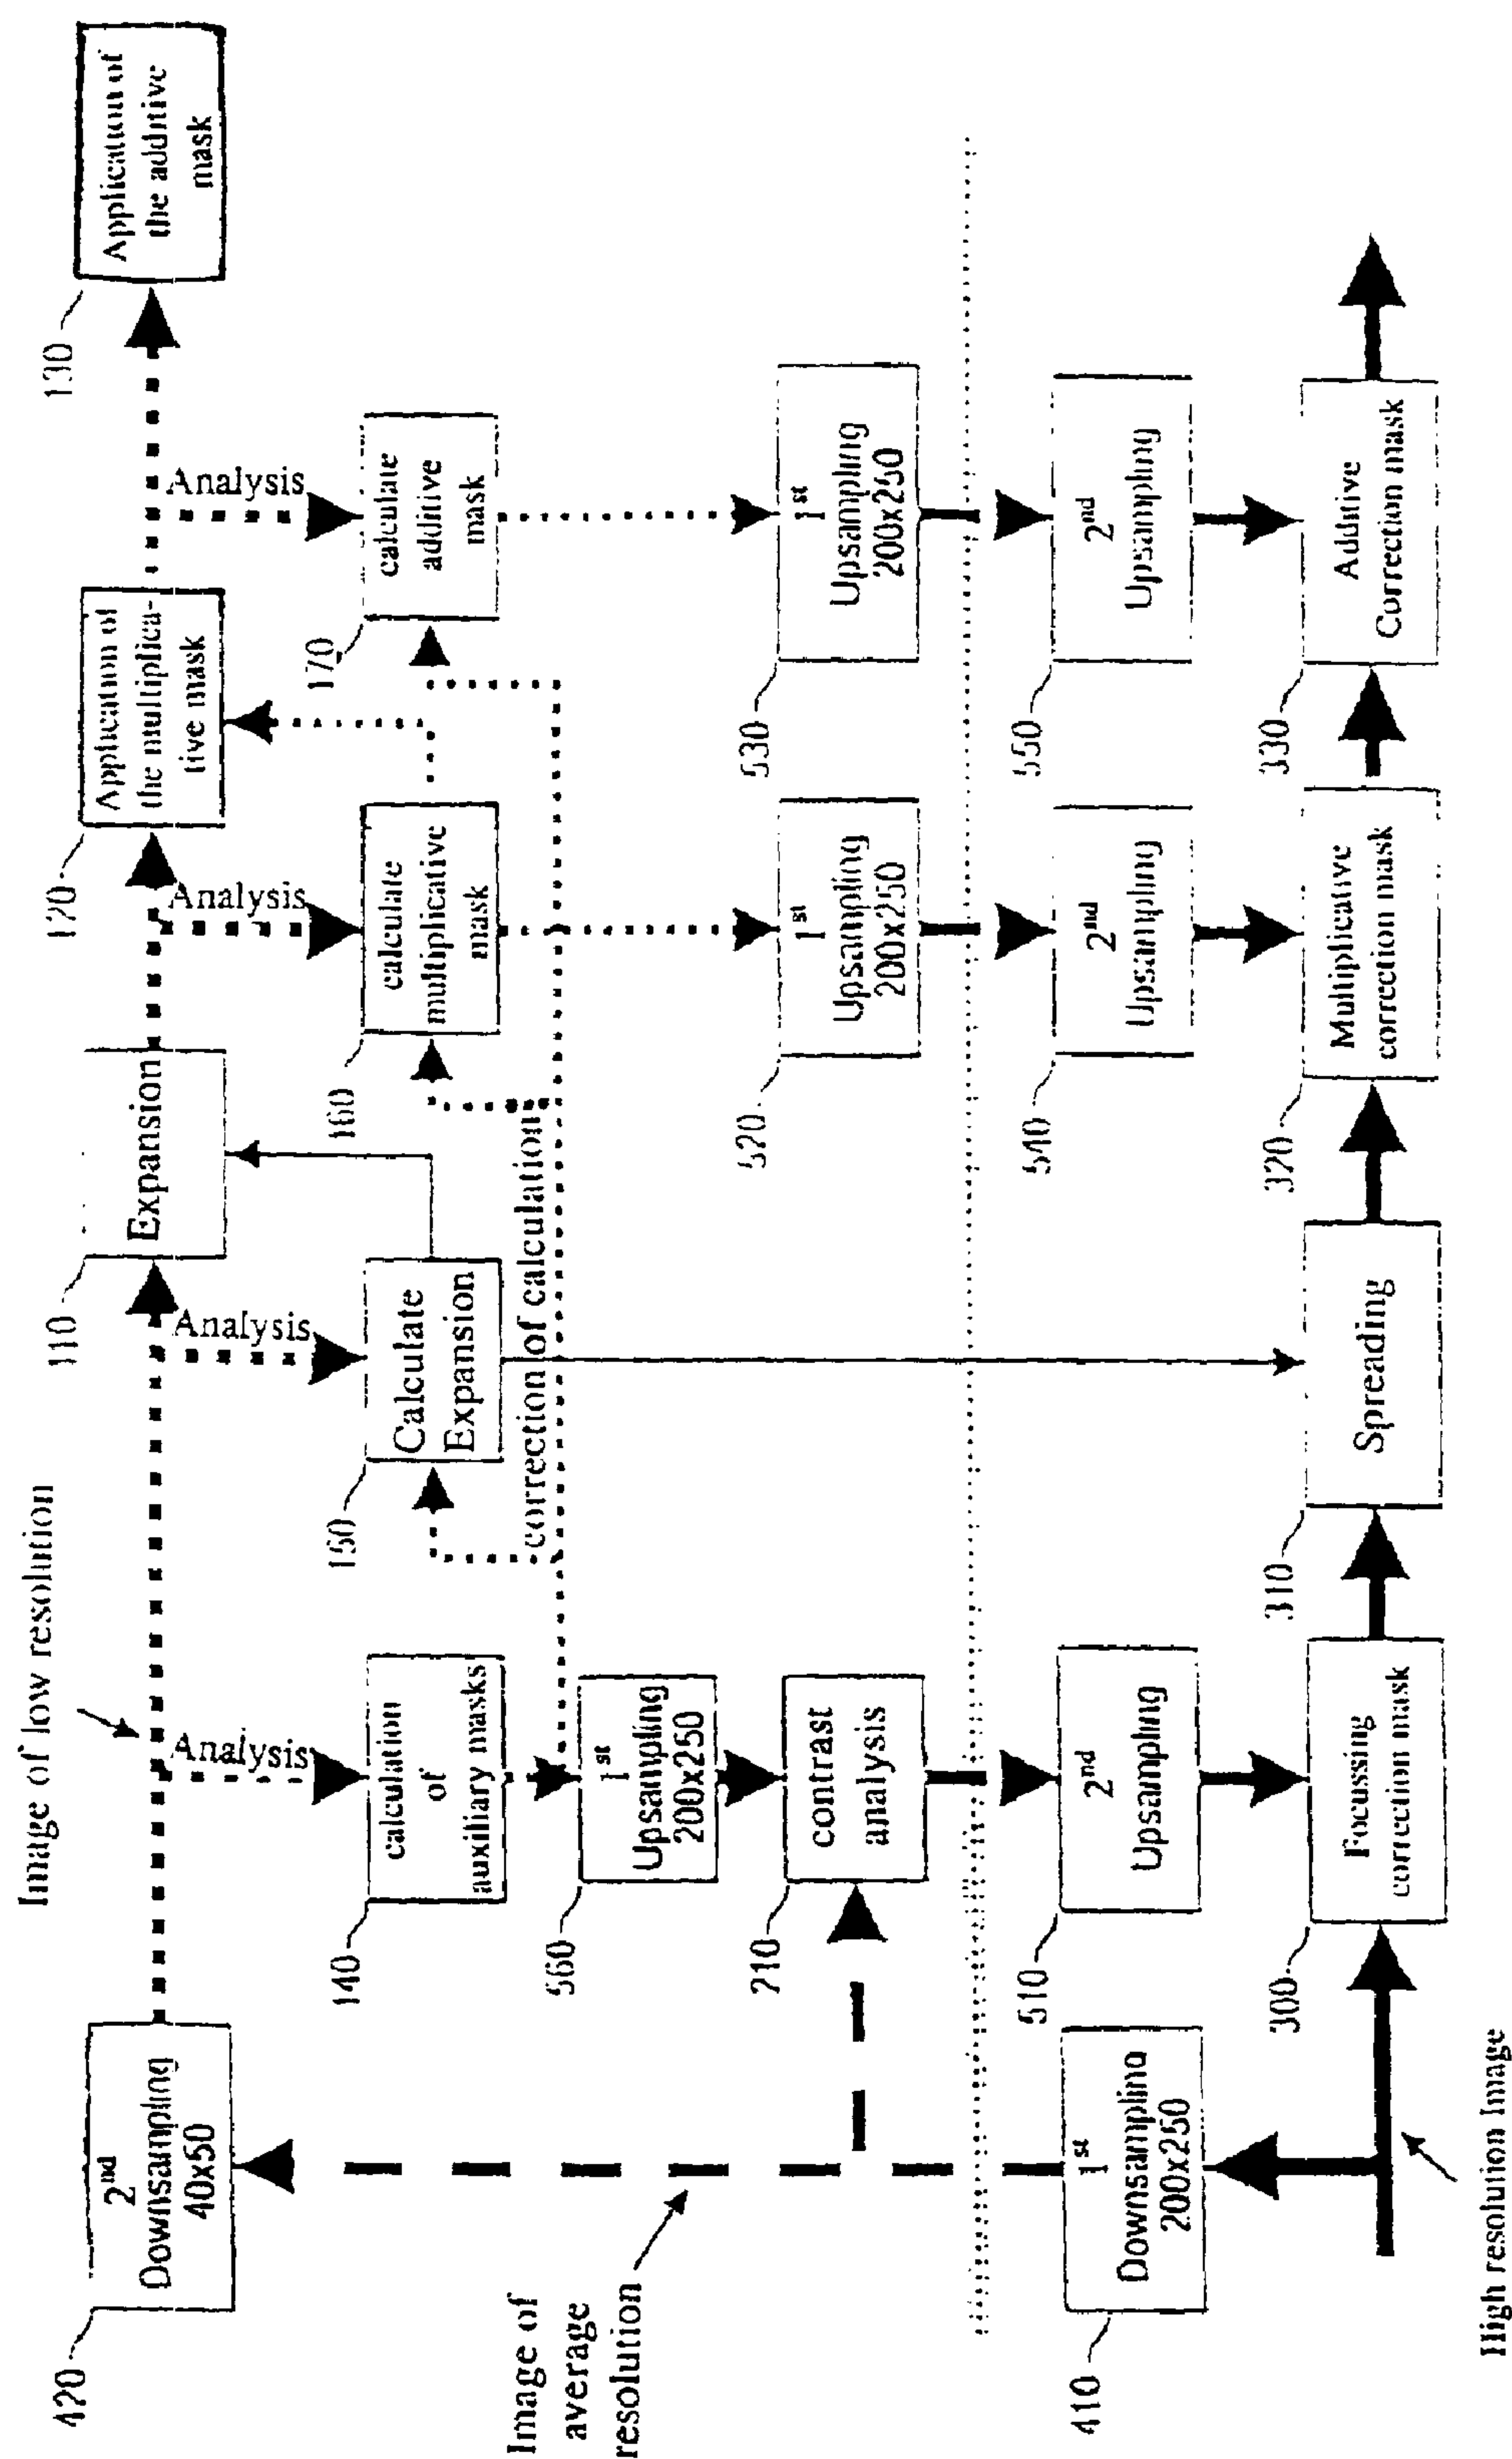 Image of low resolution
420
2nd
Downsampling
40x50
110
Expansion
120
Application of
the multiplica-
tive mask
130
Application of
the additive
mask
Analysis
Analysis
Analysis
Analysis
140
calculation
of
auxiliary masks
150
Calculate
Expansion
160
calculate
multiplicative
mask
170
calculate
additive
mask
correction of calculation
560
1st
Upsampling
200x250
210
contrast
analysis
520
1st
Upsampling
200x250
530
1st
Upsampling
200x250
Image of
average
resolution
410
1st
Downsampling
200x250
510
2nd
Upsampling
540
2nd
Upsampling
550
2nd
Upsampling
300
Focussing
correction mask
310
Spreading
320
Multiplicative
correction mask
330
Additive
Correction mask
High resolution Image